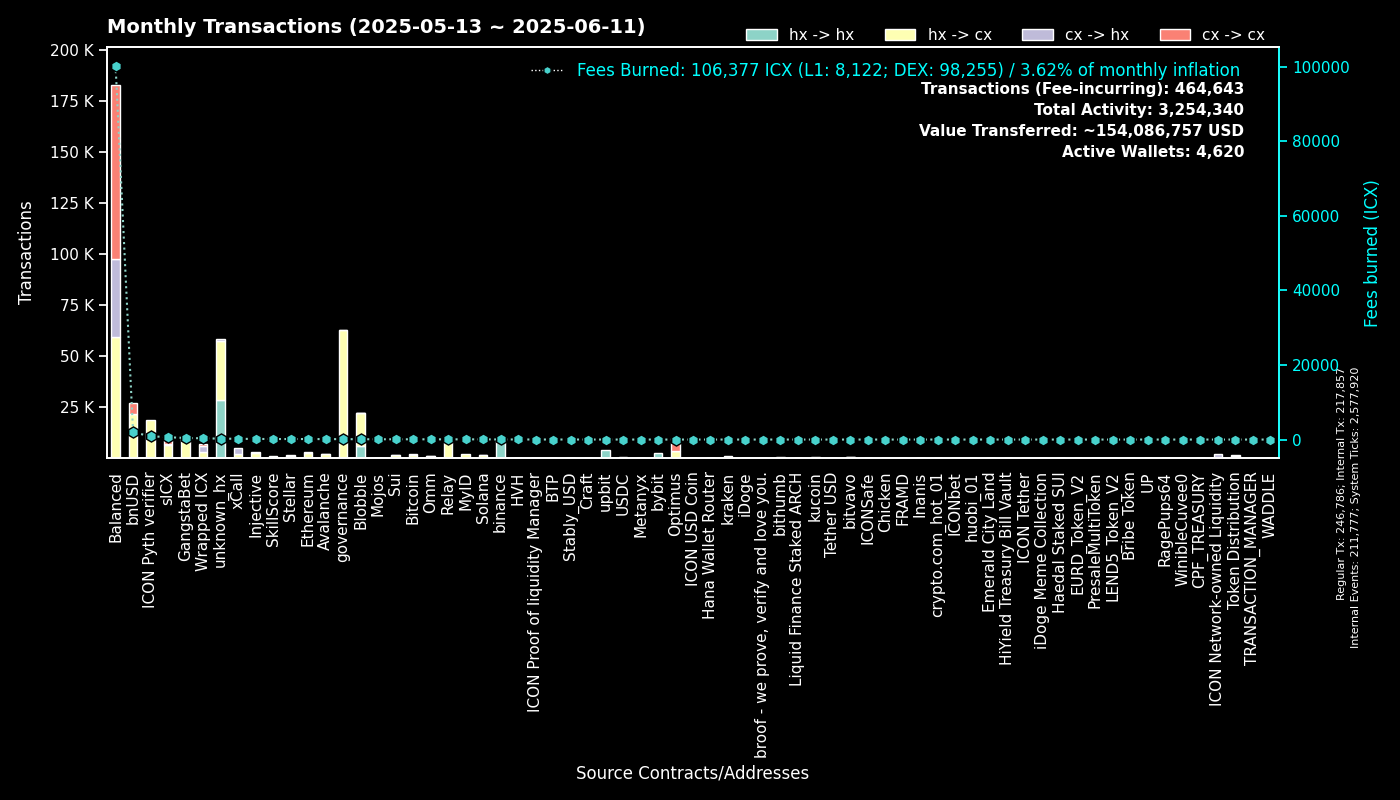 Monthly Transactions (2025-05-13 ~ 2025-06-11)
hx -> hx
hx -> cx
cx -> hx
cx -> cx
Fees Burned: 106,377 ICX (L1: 8,122; DEX: 98,255) / 3.62% of monthly inflation
Transactions (Fee-incurring): 464,643
Total Activity: 3,254,340
Value Transferred: ~154,086,757 USD
Active Wallets: 4,620
200 K
175 K
150 K
125 K
100 K
75 K
50 K
25 K
Transactions
100000
80000
60000
40000
20000
0
Fees burned (ICX)
Regular Tx: 246,786; Internal Tx: 217,857
Internal Events: 211,777; System Ticks: 2,577,920
Balanced
bnUSD
ICON Pyth verifier
sICX
GangstaBet
Wrapped ICX
unknown_hx
xCall
Injective
SkillScore
Stellar
Ethereum
Avalanche
governance
Blobble
Mojos
Sui
Bitcoin
Omm
Relay
MyID
Solana
binance
HVH
ICON Proof of liquidity Manager
BTP
Stably_USD
Craft
upbit
USDC
Metanyx
bybit
Optimus
ICON USD Coin
Hana Wallet Router
kraken
iDoge
broof - we prove, verify and love you.
bithumb
Liquid Finance Staked ARCH
kucoin
Tether USD
bitvavo
ICONSafe
Chicken
FRAMD
Inanis
crypto.com_hot_01
ICONbet
huobi_01
Emerald City Land
HiYield Treasury Bill Vault
ICON Tether
iDoge Meme Collection
Haedal Staked SUI
EURD_Token_V2
PresaleMultiToken
LEND5_Token_V2
Bribe Token
UP
RagePups64
WinibleCuvee0
CPF_TREASURY
ICON Network-owned Liquidity
Token Distribution
TRANSACTION_MANAGER
WADDLE
Source Contracts/Addresses